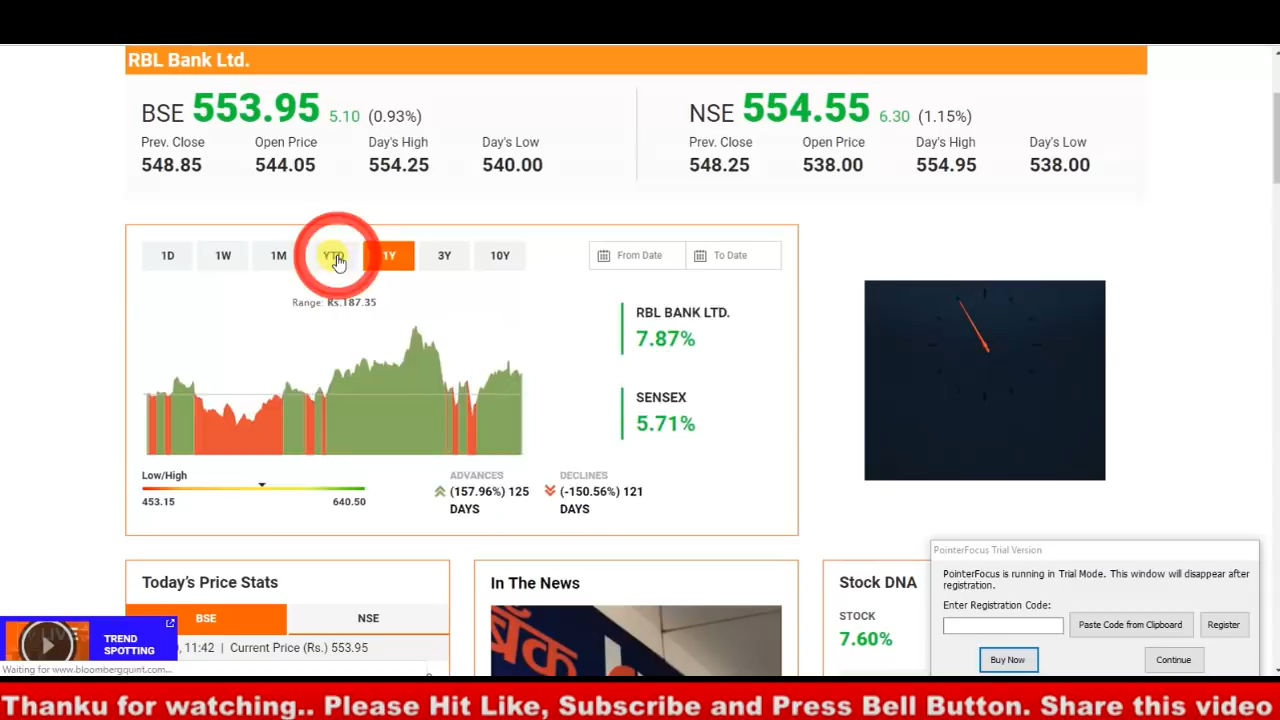 RBL Bank Ltd.
BSE 553.95 5.10 (0.93%)
Prev. Close Open Price Day's High Day's Low
548.85 544.05 554.25 540.00
NSE 554.55 6.30 (1.15%)
Prev. Close Open Price Day's High Day's Low
548.25 538.00 554.95 538.00
1D 1W 1M YTD 1Y 3Y 10Y From Date To Date
Range: Rs.187.35
RBL BANK LTD.
7.87%
SENSEX
5.71%
Low/High
453.15 640.50
ADVANCES
(157.96%) 125
DAYS
DECLINES
(-150.56%) 121
DAYS
Today's Price Stats
BSE NSE
, 11:42 | Current Price (Rs.) 553.95
In The News
बैंक
Stock DNA
STOCK
7.60%
TREND
SPOTTING
Waiting for www.bloombergquint.com...
PointerFocus Trial Version
PointerFocus is running in Trial Mode. This window will disappear after
registration.
Enter Registration Code:
Paste Code from Clipboard Register
Buy Now Continue
Thanku for watching.. Please Hit Like, Subscribe and Press Bell Button. Share this video